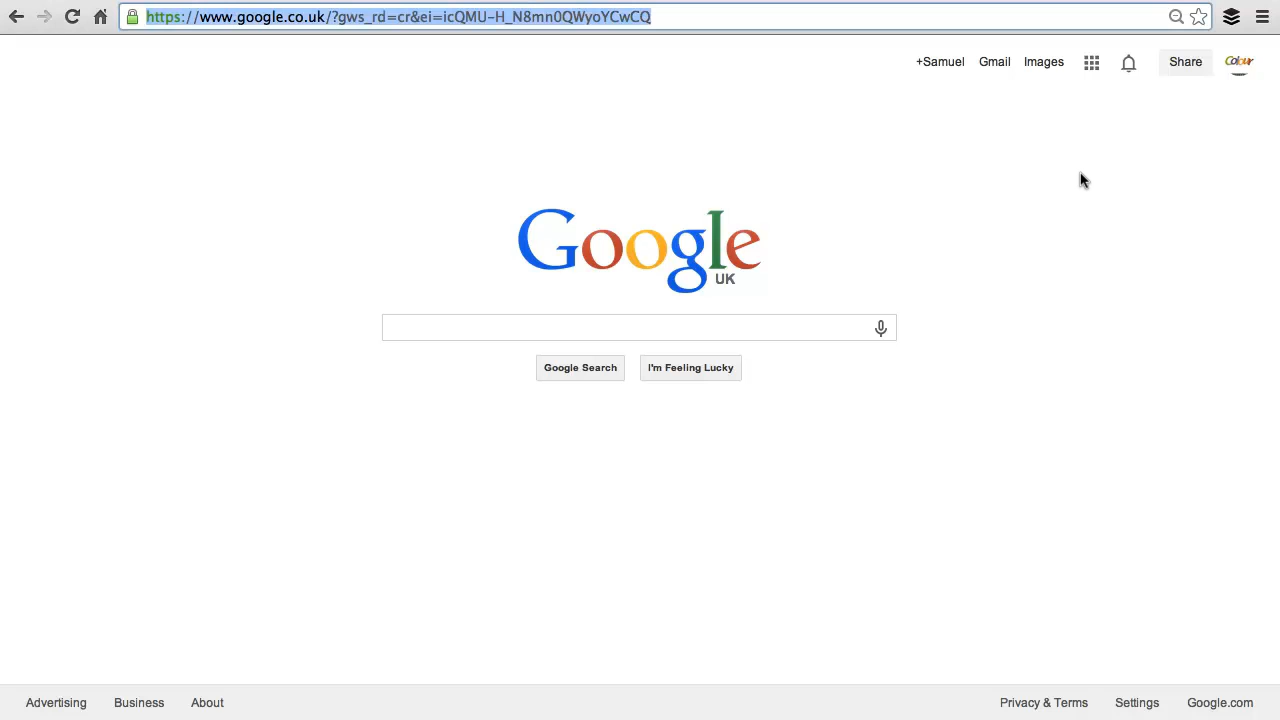 https://www.google.co.uk/?gws_rd=cr&ei=icQMU-H_N8mn0QWyoYCwCQ
+Samuel Gmail Images Share Colour
Google
UK
Google Search I'm Feeling Lucky
Advertising Business About Privacy & Terms Settings Google.com